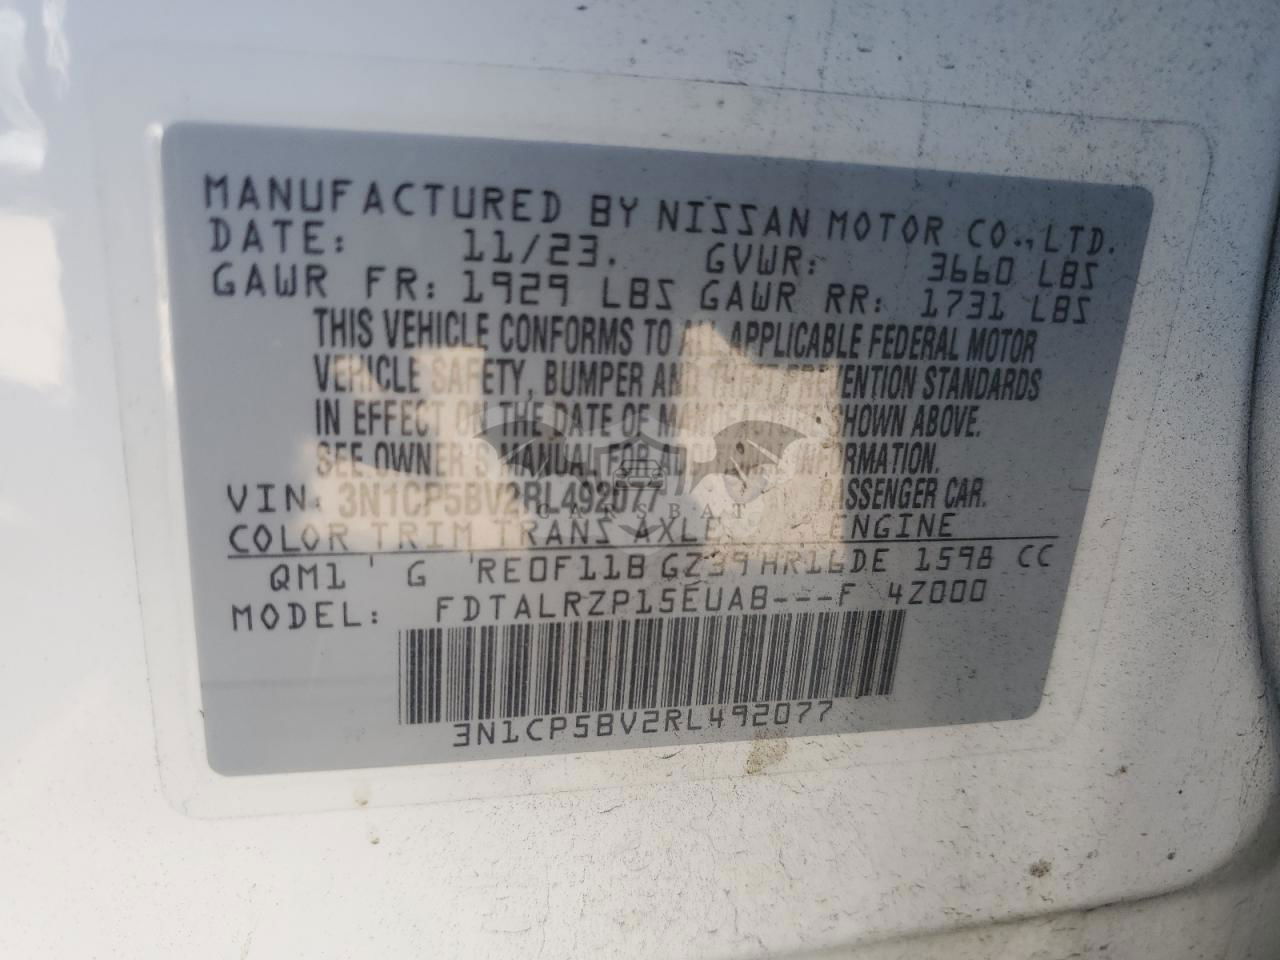 MANUFACTURED BY NISSAN MOTOR CO., LTD.
DATE: 11/23. GVWR: 3660 LBS
GAWR FR: 1929 LBS GAWR RR: 1731 LBS
THIS VEHICLE CONFORMS TO ALL APPLICABLE FEDERAL MOTOR
VEHICLE SAFETY, BUMPER AND THEFT PREVENTION STANDARDS
IN EFFECT ON THE DATE OF MANUFACTURE SHOWN ABOVE.
SEE OWNER'S MANUAL FOR ADDITIONAL INFORMATION.
VIN: 3N1CP5BV2RL492077 PASSENGER CAR.
CARSBAT
COLOR TRIM TRANS AXLE ENGINE
QM1 G RE0F11B GZ39 HR16DE 1598 CC
MODEL: FDTALRZP15EUAB---F 4Z000
3N1CP5BV2RL492077